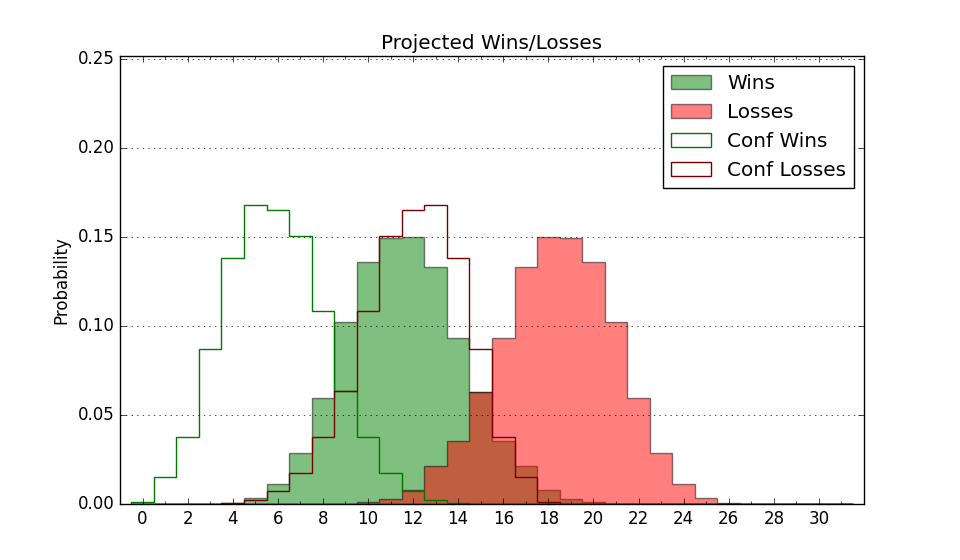 Projected Wins/Losses
0.25
0.20
0.15
0.10
0.05
0.00
Probability
Wins
Losses
Conf Wins
Conf Losses
0 2 4 6 8 10 12 14 16 18 20 22 24 26 28 30